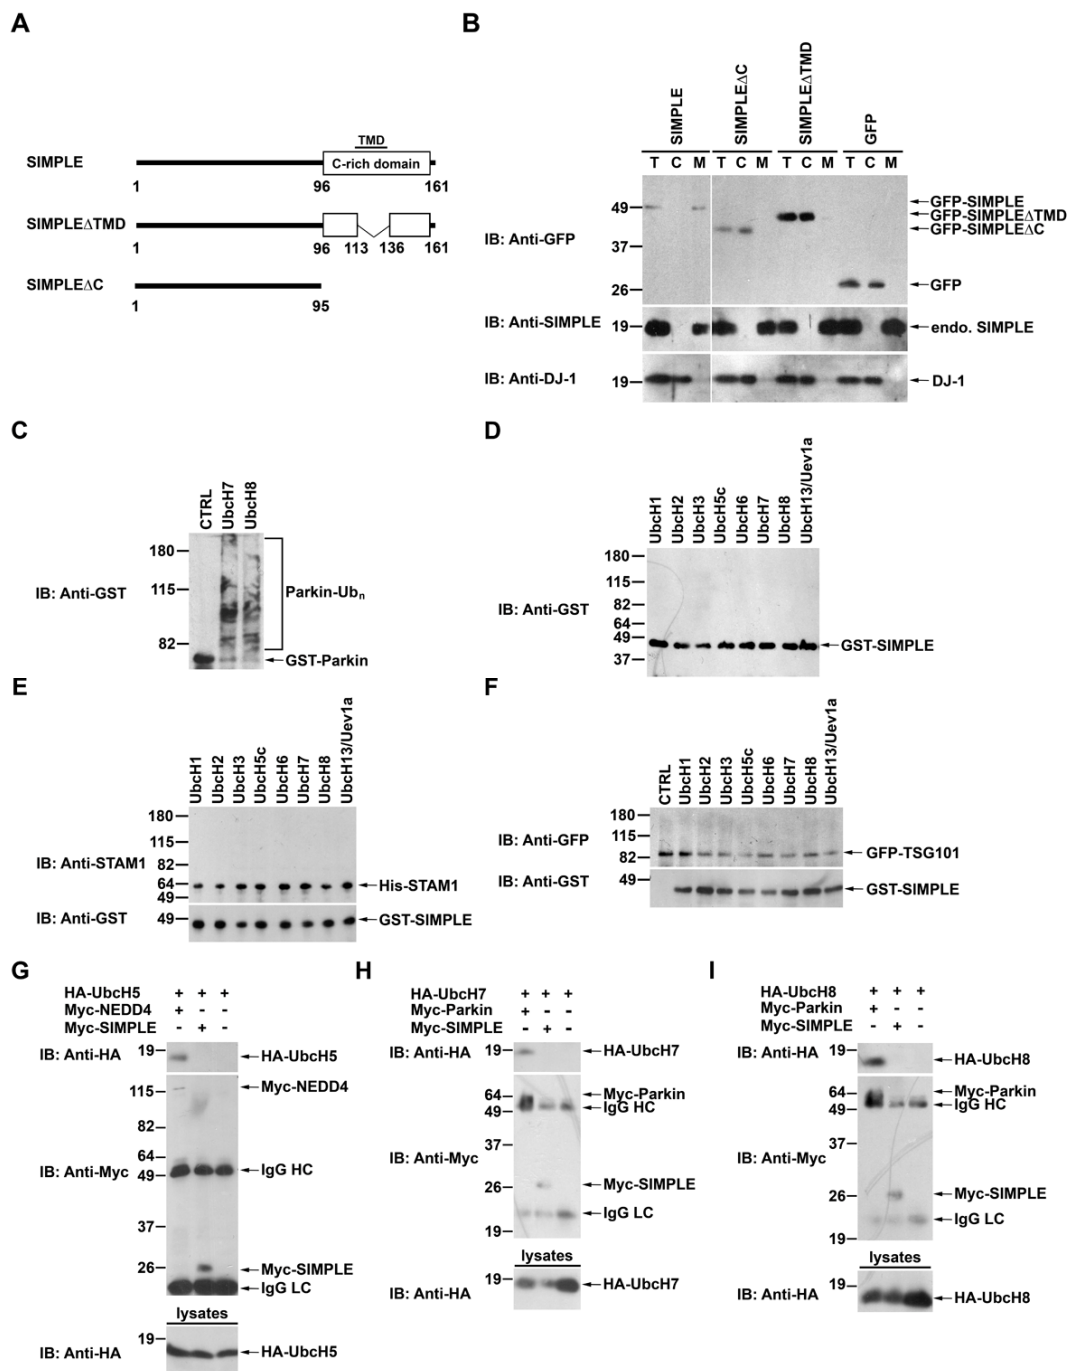 A
TMD
SIMPLE
C-rich domain
1 96 161
SIMPLEΔTMD
1 96 113 136 161
SIMPLEΔC
1 95
B
SIMPLE SIMPLEΔC SIMPLEΔTMD GFP
T C M T C M T C M T C M
IB: Anti-GFP
49
37
26
GFP-SIMPLE
GFP-SIMPLEΔTMD
GFP-SIMPLEΔC
GFP
IB: Anti-SIMPLE 19 endo. SIMPLE
IB: Anti-DJ-1 19 DJ-1
C
CTRL UbcH7 UbcH8
180
IB: Anti-GST 115 Parkin-Ubn
82
GST-Parkin
D
UbcH1 UbcH2 UbcH3 UbcH5c UbcH6 UbcH7 UbcH8 UbcH13/Uev1a
180
115
IB: Anti-GST 82
64
49
GST-SIMPLE
37
E
UbcH1 UbcH2 UbcH3 UbcH5c UbcH6 UbcH7 UbcH8 UbcH13/Uev1a
180
115
IB: Anti-STAM1 82
64 His-STAM1
49
IB: Anti-GST 49 GST-SIMPLE
F
CTRL UbcH1 UbcH2 UbcH3 UbcH5c UbcH6 UbcH7 UbcH8 UbcH13/Uev1a
180
IB: Anti-GFP 115
82 GFP-TSG101
49
IB: Anti-GST GST-SIMPLE
G
HA-UbcH5 + + +
Myc-NEDD4 + - -
Myc-SIMPLE - + -
IB: Anti-HA 19 HA-UbcH5
115 Myc-NEDD4
82
64
IB: Anti-Myc 49 IgG HC
37
26 Myc-SIMPLE
IgG LC
lysates
19
IB: Anti-HA HA-UbcH5
H
HA-UbcH7 + + +
Myc-Parkin + - -
Myc-SIMPLE - + -
IB: Anti-HA 19 HA-UbcH7
64 Myc-Parkin
49 IgG HC
37
IB: Anti-Myc
26 Myc-SIMPLE
IgG LC
19
lysates
19 HA-UbcH7
IB: Anti-HA
I
HA-UbcH8 + + +
Myc-Parkin + - -
Myc-SIMPLE - + -
IB: Anti-HA 19 HA-UbcH8
64 Myc-Parkin
49 IgG HC
37
IB: Anti-Myc
26 Myc-SIMPLE
IgG LC
19
lysates
19
IB: Anti-HA HA-UbcH8